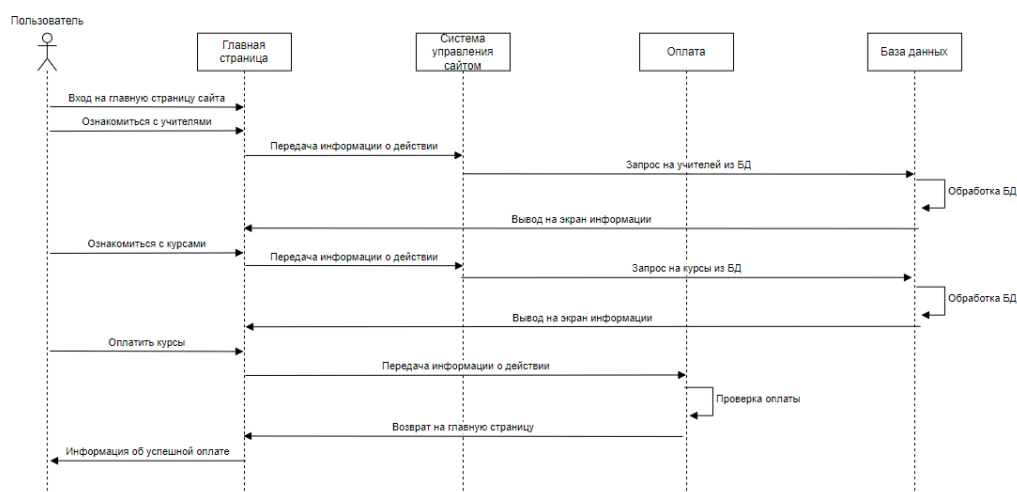 Пользователь
Главная
страница
Система
управления
сайтом
Оплата
База данных
Вход на главную страницу сайта
Ознакомиться с учителями
Передача информации о действии
Запрос на учителей из БД
Обработка БД
Вывод на экран информации
Ознакомиться с курсами
Передача информации о действии
Запрос на курсы из БД
Обработка БД
Вывод на экран информации
Оплатить курсы
Передача информации о действии
Проверка оплаты
Возврат на главную страницу
Информация об успешной оплате